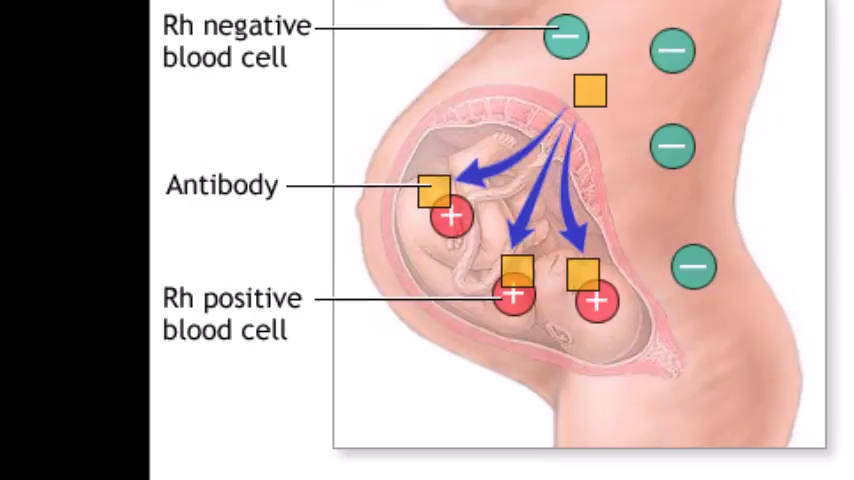 Rh negative
blood cell
Antibody
Rh positive
blood cell